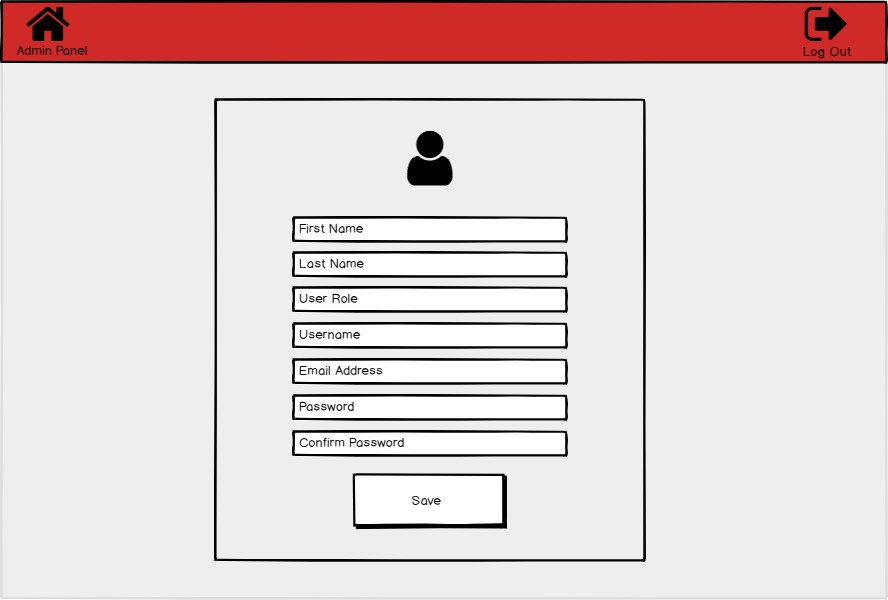 Admin Panel
Log Out
First Name
Last Name
User Role
Username
Email Address
Password
Confirm Password
Save